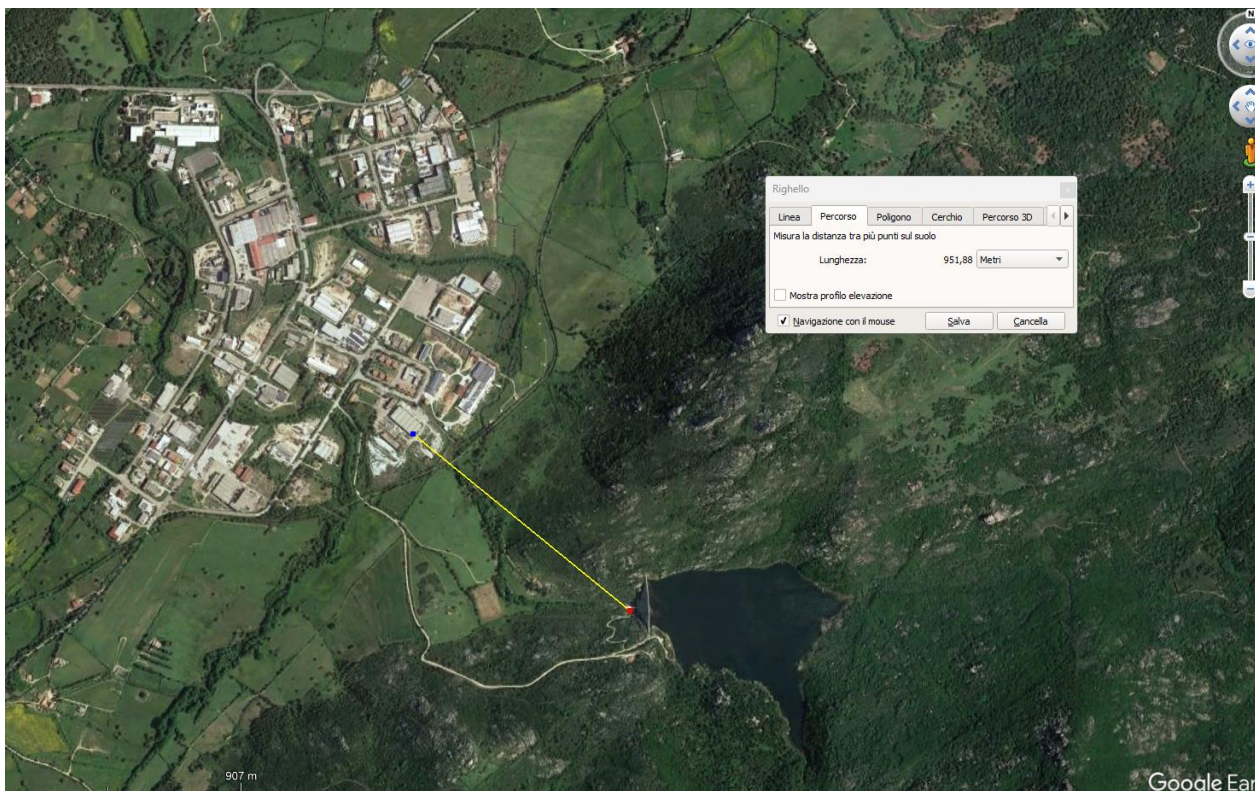 N
Righello
Linea Percorso Poligono Cerchio Percorso 3D
Misura la distanza tra più punti sul suolo
Lunghezza: 951,88 Metri
Mostra profilo elevazione
Navigazione con il mouse Salva Cancella
907 m
Google Ear